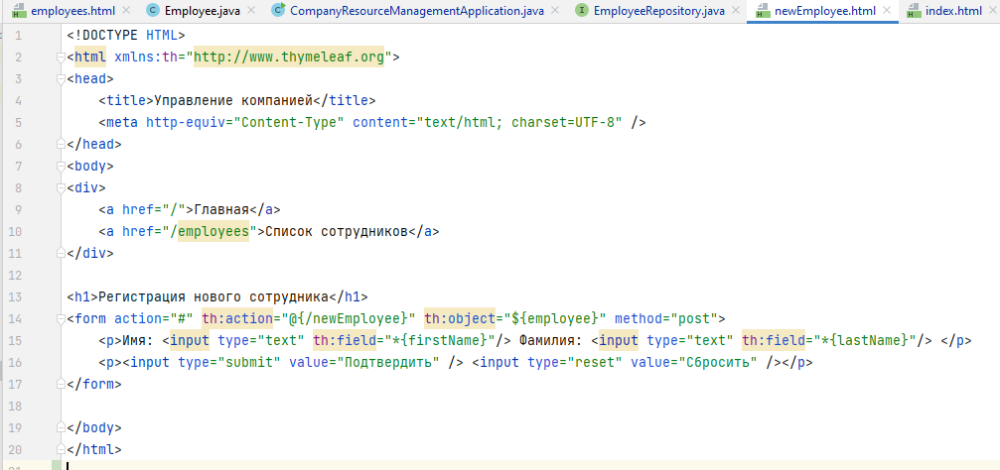 employees.html × Employee.java × CompanyResourceManagementApplication.java × EmployeeRepository.java × newEmployee.html × index.html ×
1 <!DOCTYPE HTML>
2 <html xmlns:th="http://www.thymeleaf.org">
3 <head>
4     <title>Управление компанией</title>
5     <meta http-equiv="Content-Type" content="text/html; charset=UTF-8" />
6 </head>
7 <body>
8 <div>
9     <a href="/">Главная</a>
10     <a href="/employees">Список сотрудников</a>
11 </div>
12
13 <h1>Регистрация нового сотрудника</h1>
14 <form action="#" th:action="@{/newEmployee}" th:object="${employee}" method="post">
15     <p>Имя: <input type="text" th:field="*{firstName}"/> Фамилия: <input type="text" th:field="*{lastName}"/> </p>
16     <p><input type="submit" value="Подтвердить" /> <input type="reset" value="Сбросить" /></p>
17 </form>
18
19 </body>
20 </html>
21